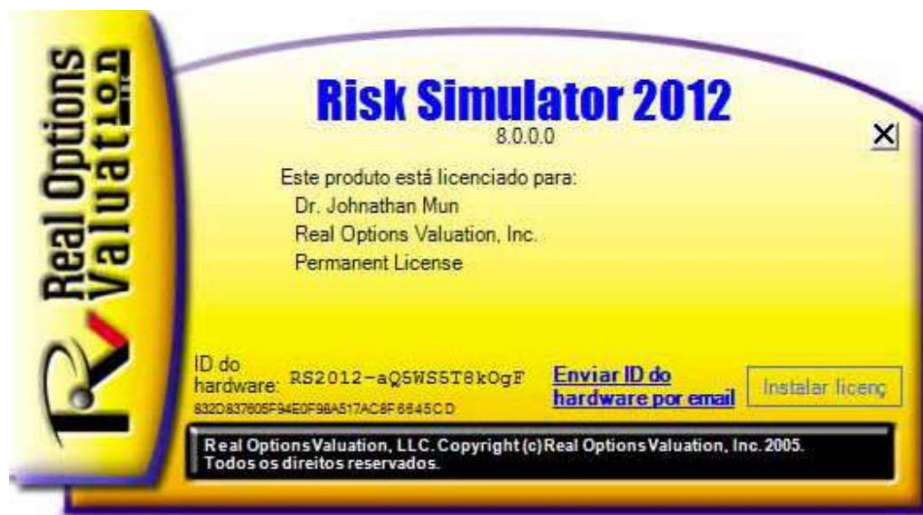 Real Options
Valuation
Risk Simulator 2012
8.0.0.0
Este produto está licenciado para:
Dr. Johnathan Mun
Real Options Valuation, Inc.
Permanent License
ID do
hardware: RS2012-aQ5WS5T8kOgF
Enviar ID do
hardware por email
Instalar licenç
Real Options Valuation, LLC. Copyright (c) Real Options Valuation, Inc. 2005.
Todos os direitos reservados.